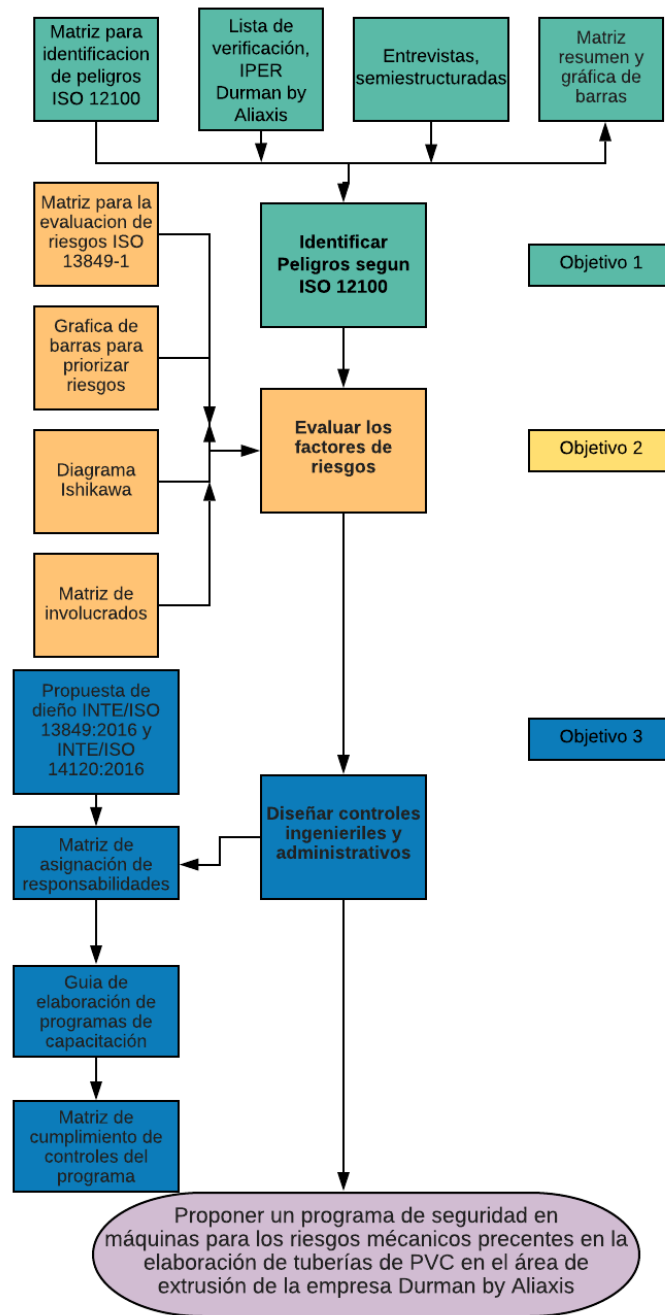 Matriz para
identificacion
de peligros
ISO 12100
Lista de
verificación,
IPER
Durman by
Aliaxis
Entrevistas,
semiestructuradas
Matriz
resumen y
gráfica de
barras
Matriz para la
evaluacion de
riesgos ISO
13849-1
Identificar
Peligros segun
ISO 12100
Objetivo 1
Grafica de
barras para
priorizar
riesgos
Evaluar los
factores de
riesgos
Objetivo 2
Diagrama
Ishikawa
Matriz de
involucrados
Propuesta de
dieño INTE/ISO
13849:2016 y
INTE/ISO
14120:2016
Objetivo 3
Diseñar controles
ingenieriles y
administrativos
Matriz de
asignación de
responsabilidades
Guia de
elaboración de
programas de
capacitación
Matriz de
cumplimiento de
controles del
programa
Proponer un programa de seguridad en
máquinas para los riesgos mécanicos precentes en la
elaboración de tuberías de PVC en el área de
extrusión de la empresa Durman by Aliaxis